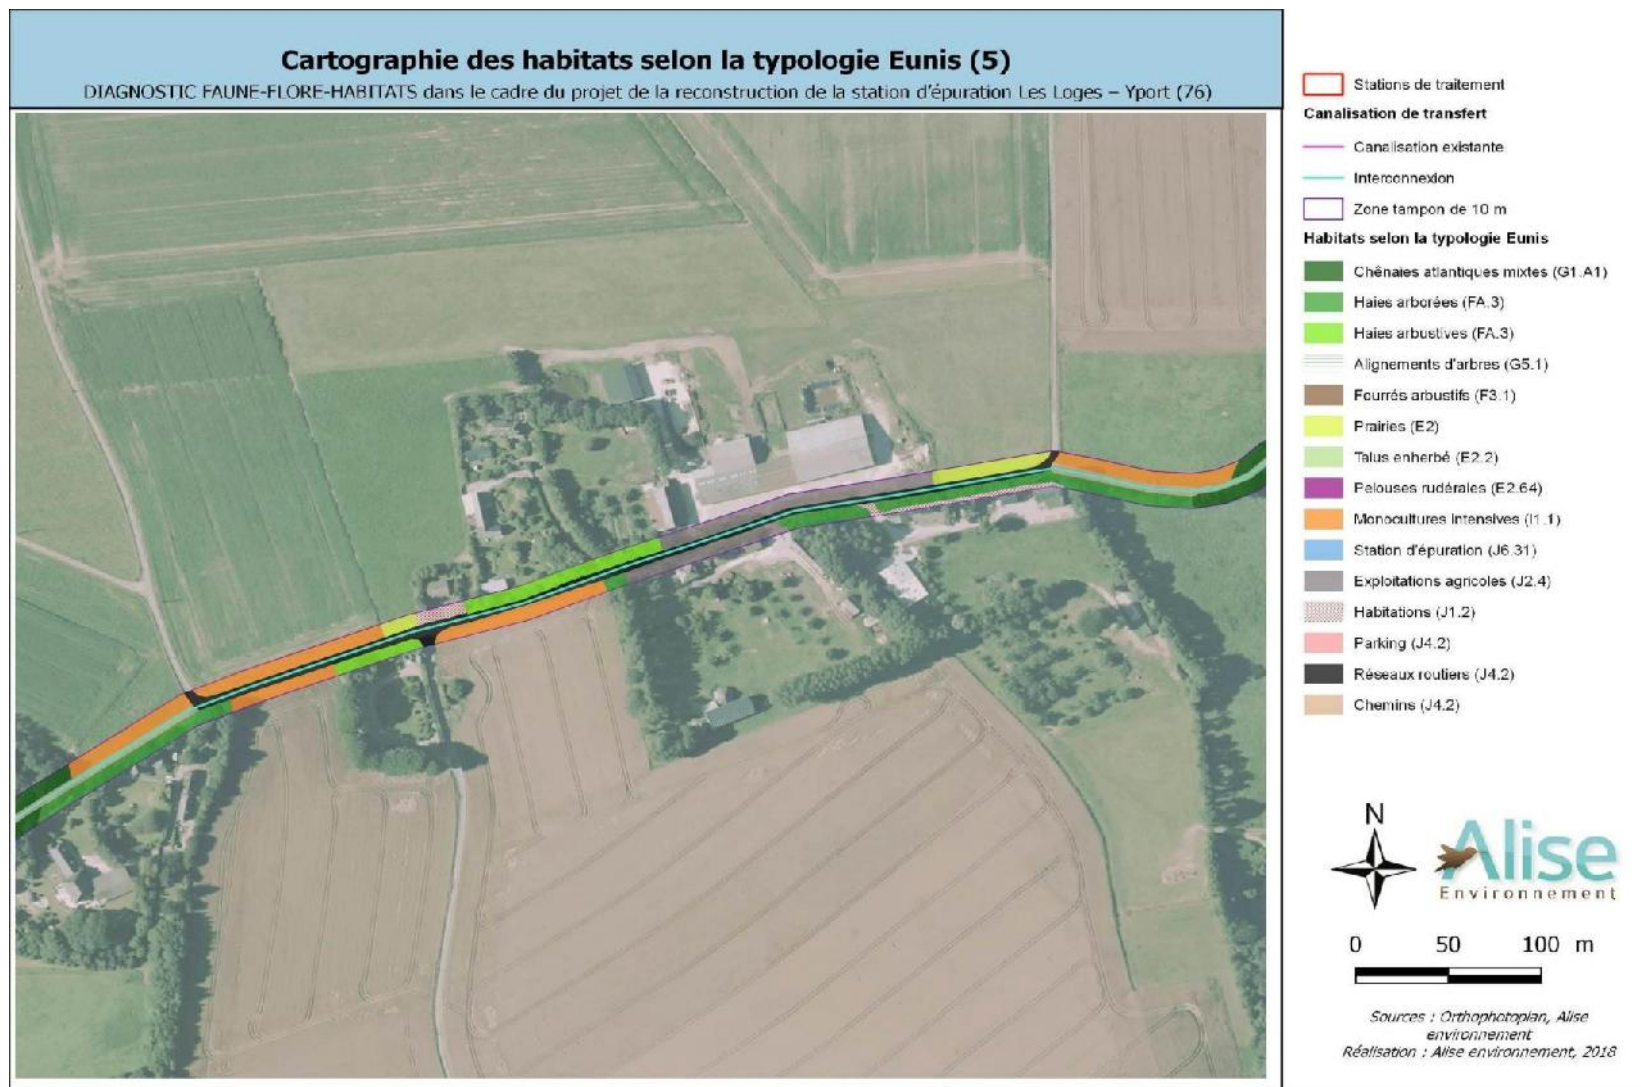 Cartographie des habitats selon la typologie Eunis (5)
DIAGNOSTIC FAUNE-FLORE-HABITATS dans le cadre du projet de la reconstruction de la station d'épuration Les Loges – Yport (76)
Stations de traitement
Canalisation de transfert
Canalisation existante
Interconnexion
Zone tampon de 10 m
Habitats selon la typologie Eunis
Chênaies atlantiques mixtes (G1.A1)
Haies arborées (FA.3)
Haies arbustives (FA.3)
Alignements d'arbres (G5.1)
Fourrés arbustifs (F3.1)
Prairies (E2)
Talus enherbé (E2.2)
Pelouses rudérales (E2.64)
Monocultures intensives (I1.1)
Station d'épuration (J6.31)
Exploitations agricoles (J2.4)
Habitations (J1.2)
Parking (J4.2)
Réseaux routiers (J4.2)
Chemins (J4.2)
N
Alise
Environnement
0 50 100 m
Sources : Orthophotoplan, Alise
environnement
Réalisation : Alise environnement, 2018